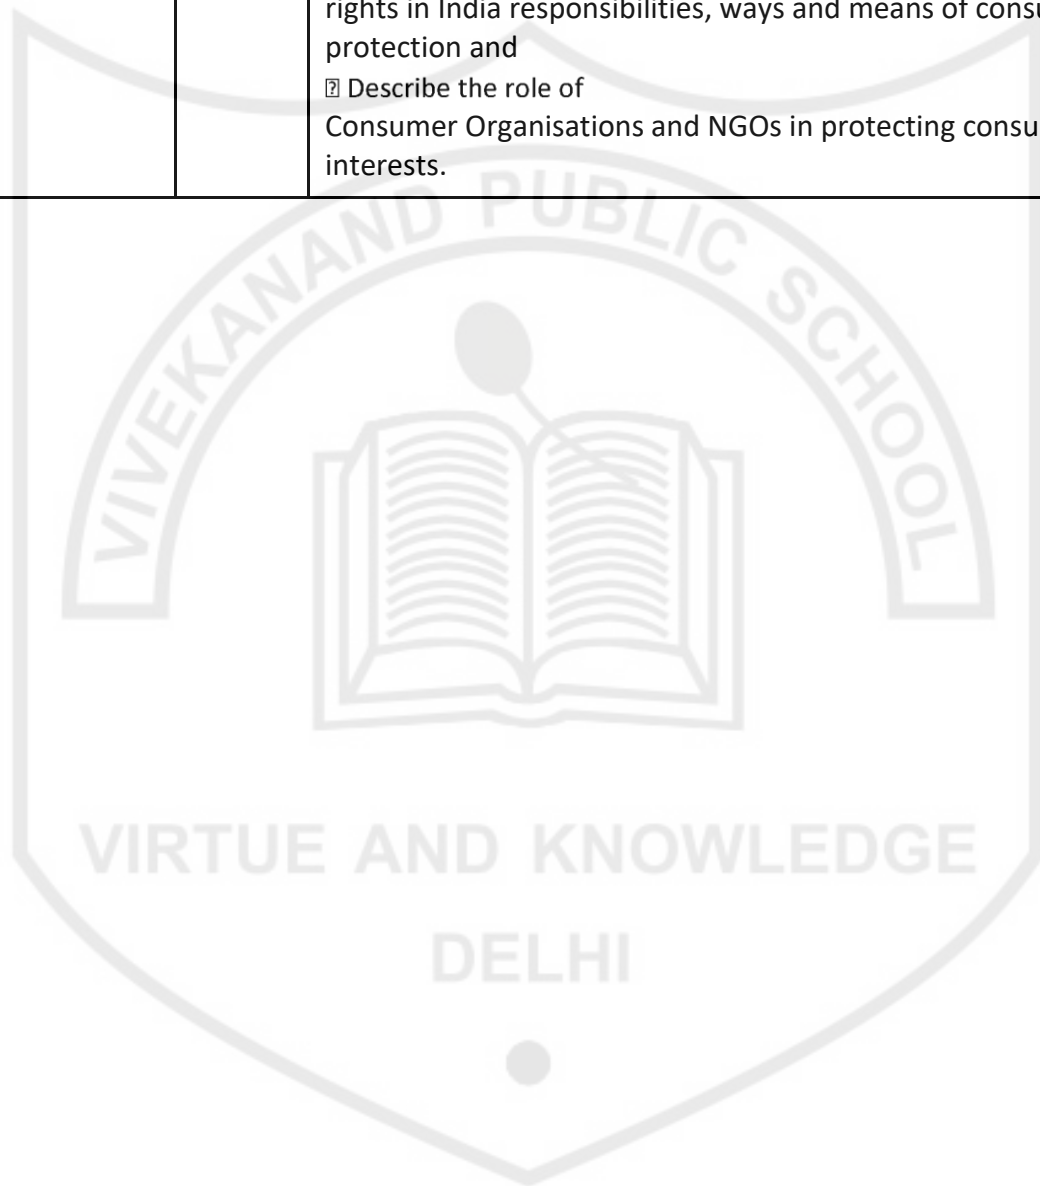 rights in India responsibilities, ways and means of consu
protection and
⍰ Describe the role of
Consumer Organisations and NGOs in protecting consu
interests.
VIVEKANAND PUBLIC SCHOOL
VIRTUE AND KNOWLEDGE
DELHI